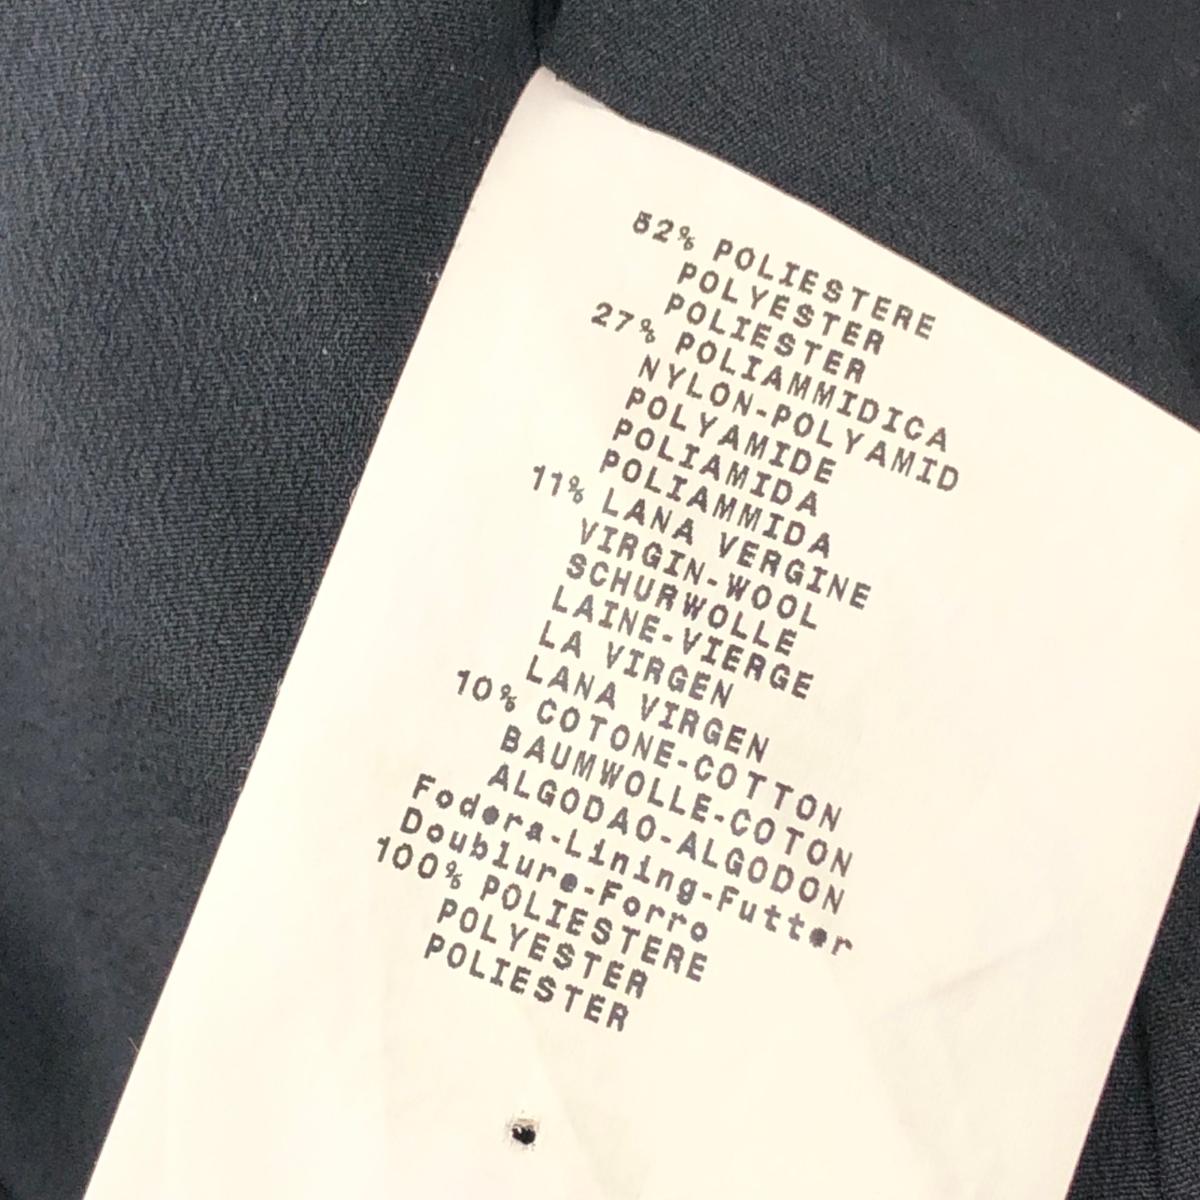 52% POLIESTERE
POLYESTER
POLIESTER
27% POLIAMMIDICA
NYLON-POLYAMID
POLYAMIDE
POLIAMIDA
POLIAMMIDA
11% LANA VERGINE
VIRGIN-WOOL
SCHURWOLLE
LAINE-VIERGE
LA VIRGEN
LANA VIRGEN
10% COTONE-COTTON
BAUMWOLLE-COTON
ALGODAO-ALGODON
Fodera-Lining-Futter
Doublure-Forro
100% POLIESTERE
POLYESTER
POLIESTER